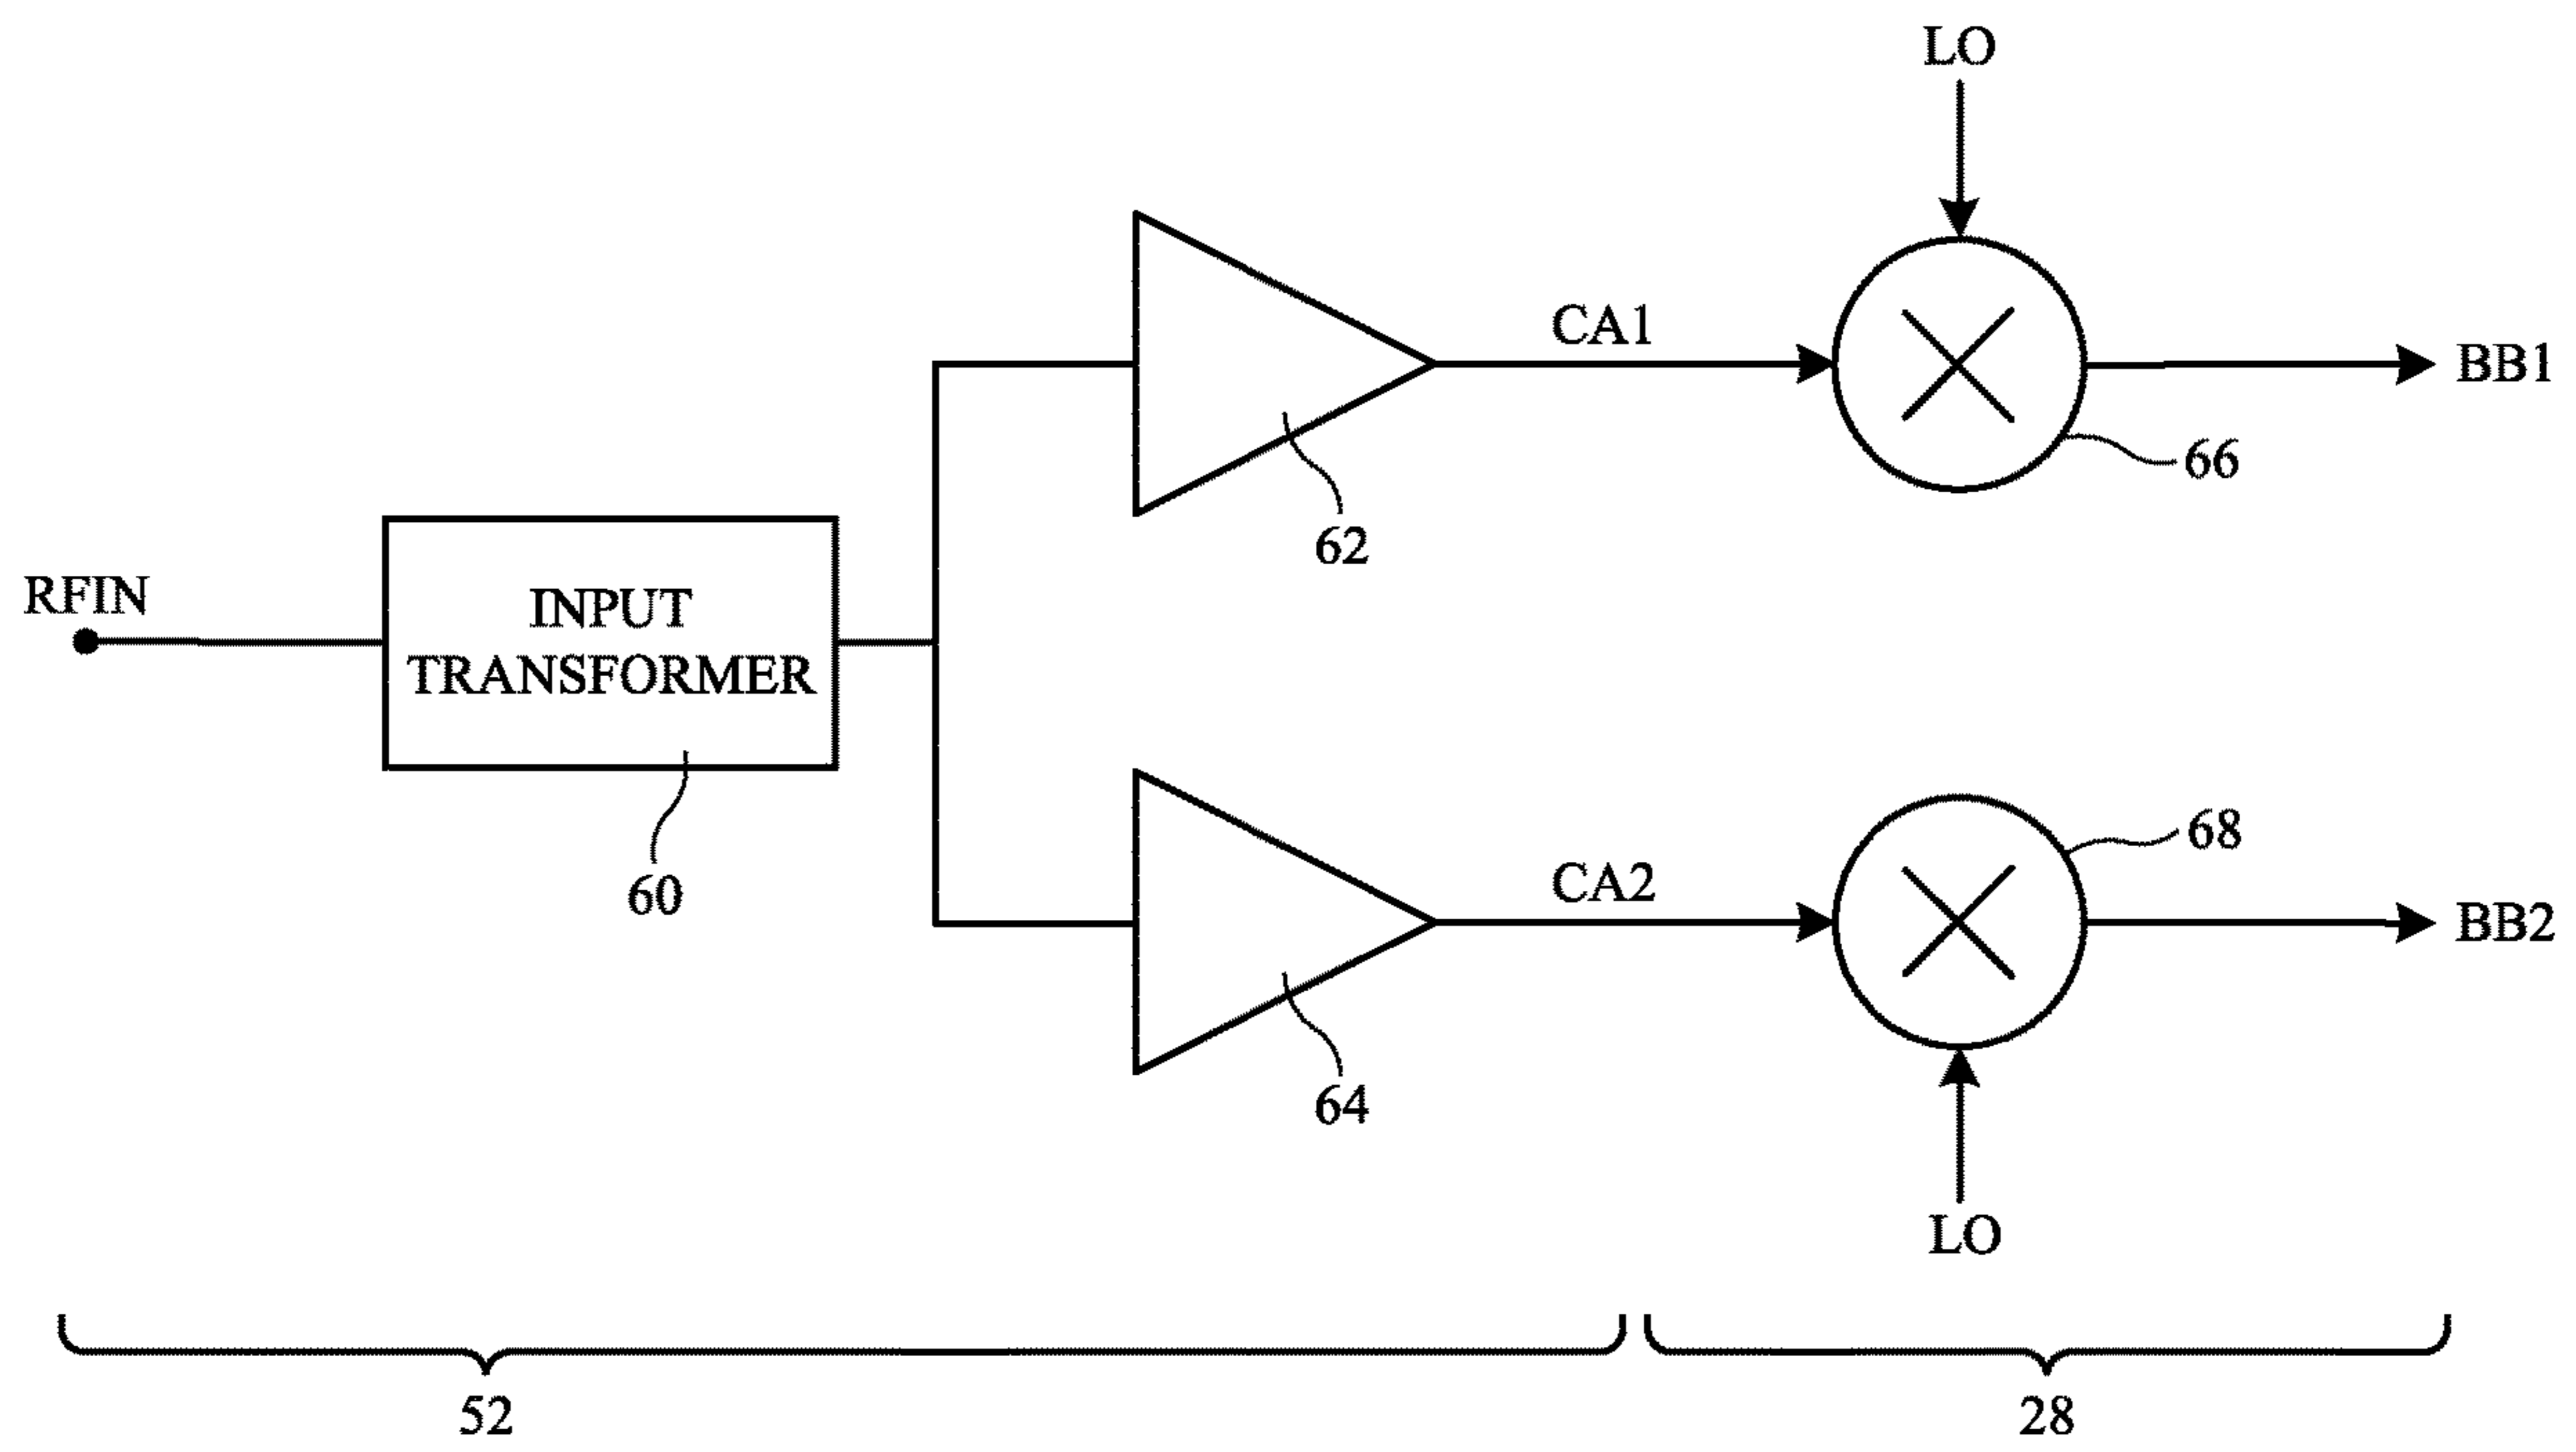 LO
CA1
BB1
66
62
RFIN
INPUT
TRANSFORMER
60
68
CA2
BB2
64
LO
52
28